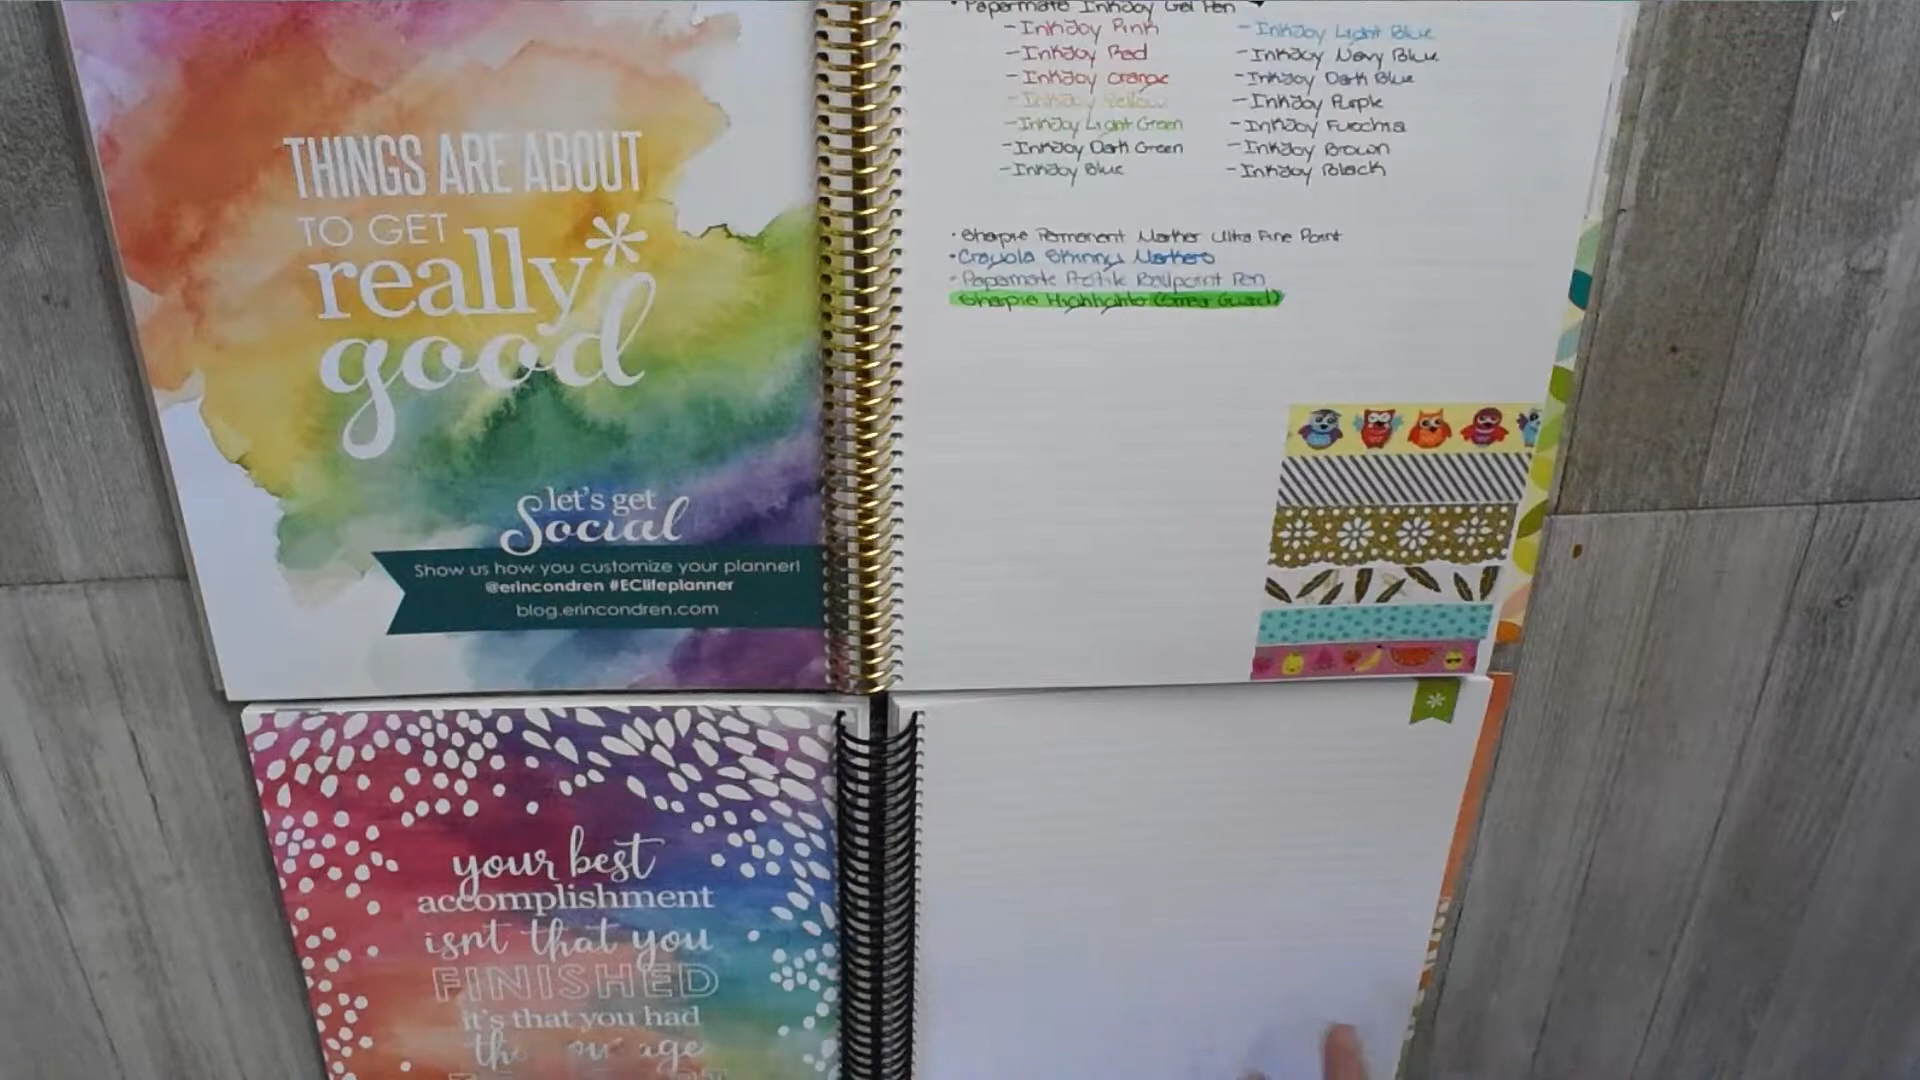 THINGS ARE ABOUT
TO GET
really*
good
let's get
Social
Show us how you customize your planner!
@erincondren #EClifeplanner
blog.erincondren.com
• Papermate InkJoy Gel Pen
- InkJoy Pink
- InkJoy Red
- InkJoy Orange
- InkJoy Yellow
- InkJoy Light Green
- InkJoy Dark Green
- InkJoy Blue
- InkJoy Light Blue
- InkJoy Navy Blue
- InkJoy Dark Blue
- InkJoy Purple
- InkJoy Fuschia
- InkJoy Brown
- InkJoy Black
• Sharpie Permanent Marker Ultra Fine Point
• Crayola Skinny Markers
• Papermate Profile Ballpoint Pen
Sharpie Highlighter (Smear Guard)
your best
accomplishment
isn't that you
FINISHED
it's that you had
the